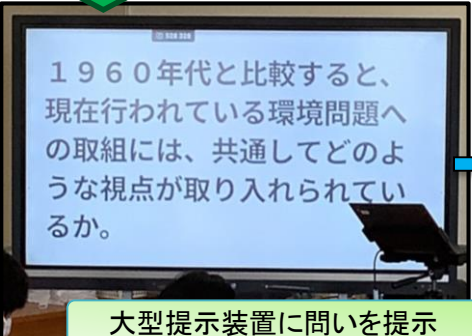 １９６０年代と比較すると、
現在行われている環境問題へ
の取組には、共通してどのよ
うな視点が取り入れられてい
るか。
大型提示装置に問いを提示